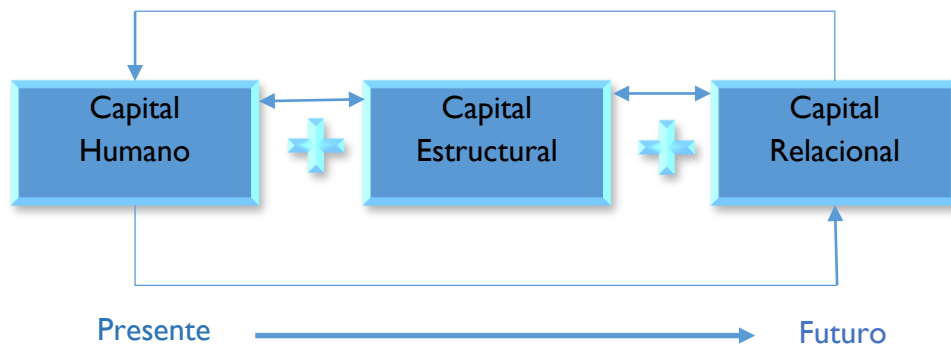 Capital
Humano
Capital
Estructural
Capital
Relacional
Presente
Futuro